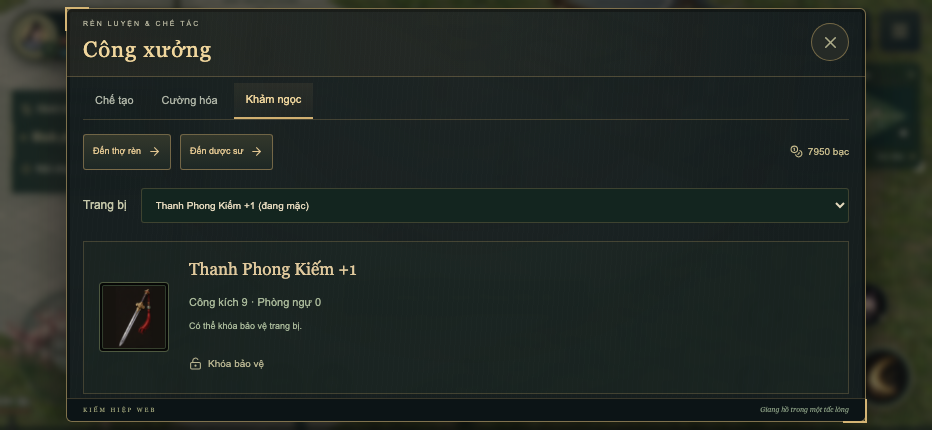 RÈN LUYỆN & CHẾ TÁC
Công xưởng
Chế tạo
Cường hóa
Khảm ngọc
Đến thợ rèn
Đến dược sư
7950 bạc
Trang bị
Thanh Phong Kiếm +1 (đang mặc)
Thanh Phong Kiếm +1
Công kích 9 · Phòng ngự 0
Có thể khóa bảo vệ trang bị.
Khóa bảo vệ
KIẾM HIỆP WEB
Giang hồ trong một tấc lòng